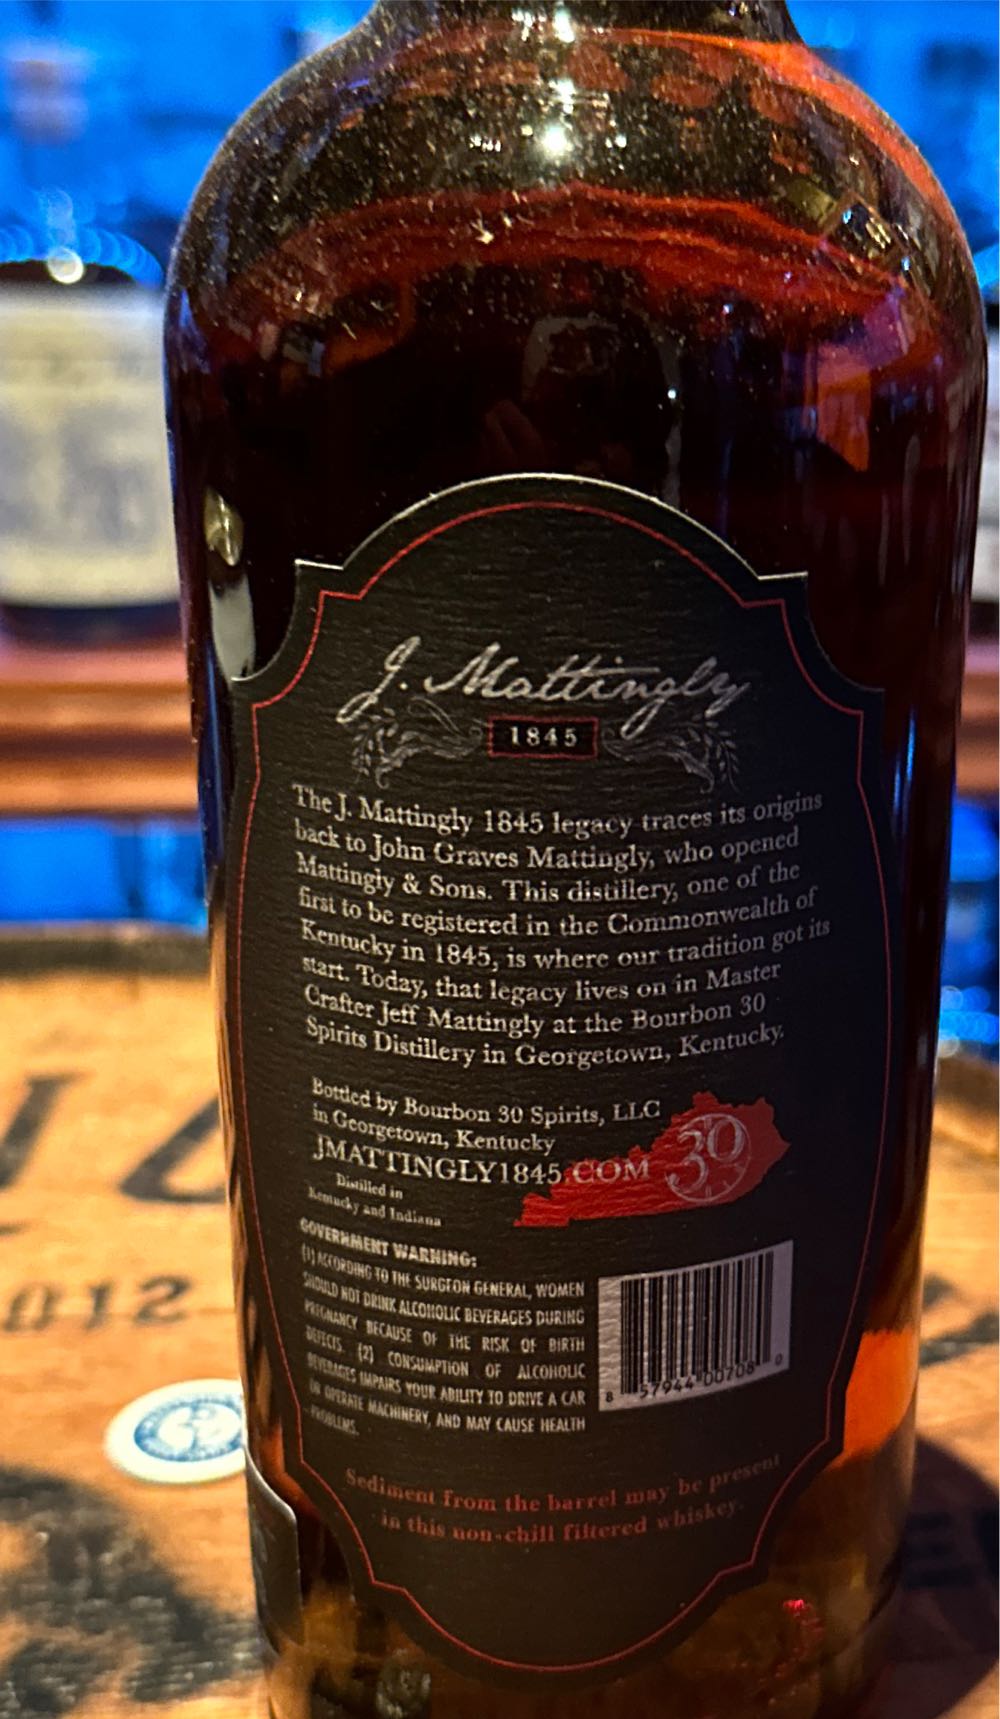 J. Mattingly
1845
The J. Mattingly 1845 legacy traces its origins
back to John Graves Mattingly, who opened
Mattingly & Sons. This distillery, one of the
first to be registered in the Commonwealth of
Kentucky in 1845, is where our tradition got its
start. Today, that legacy lives on in Master
Crafter Jeff Mattingly at the Bourbon 30
Spirits Distillery in Georgetown, Kentucky.
Bottled by Bourbon 30 Spirits, LLC
in Georgetown, Kentucky
JMATTINGLY1845.COM
30
Distilled in
Kentucky and Indiana
GOVERNMENT WARNING:
(1) ACCORDING TO THE SURGEON GENERAL, WOMEN
SHOULD NOT DRINK ALCOHOLIC BEVERAGES DURING
PREGNANCY BECAUSE OF THE RISK OF BIRTH
DEFECTS. (2) CONSUMPTION OF ALCOHOLIC
BEVERAGES IMPAIRS YOUR ABILITY TO DRIVE A CAR
OR OPERATE MACHINERY, AND MAY CAUSE HEALTH
PROBLEMS.
8 57944 00708 0
Sediment from the barrel may be present
in this non-chill filtered whiskey.
2012